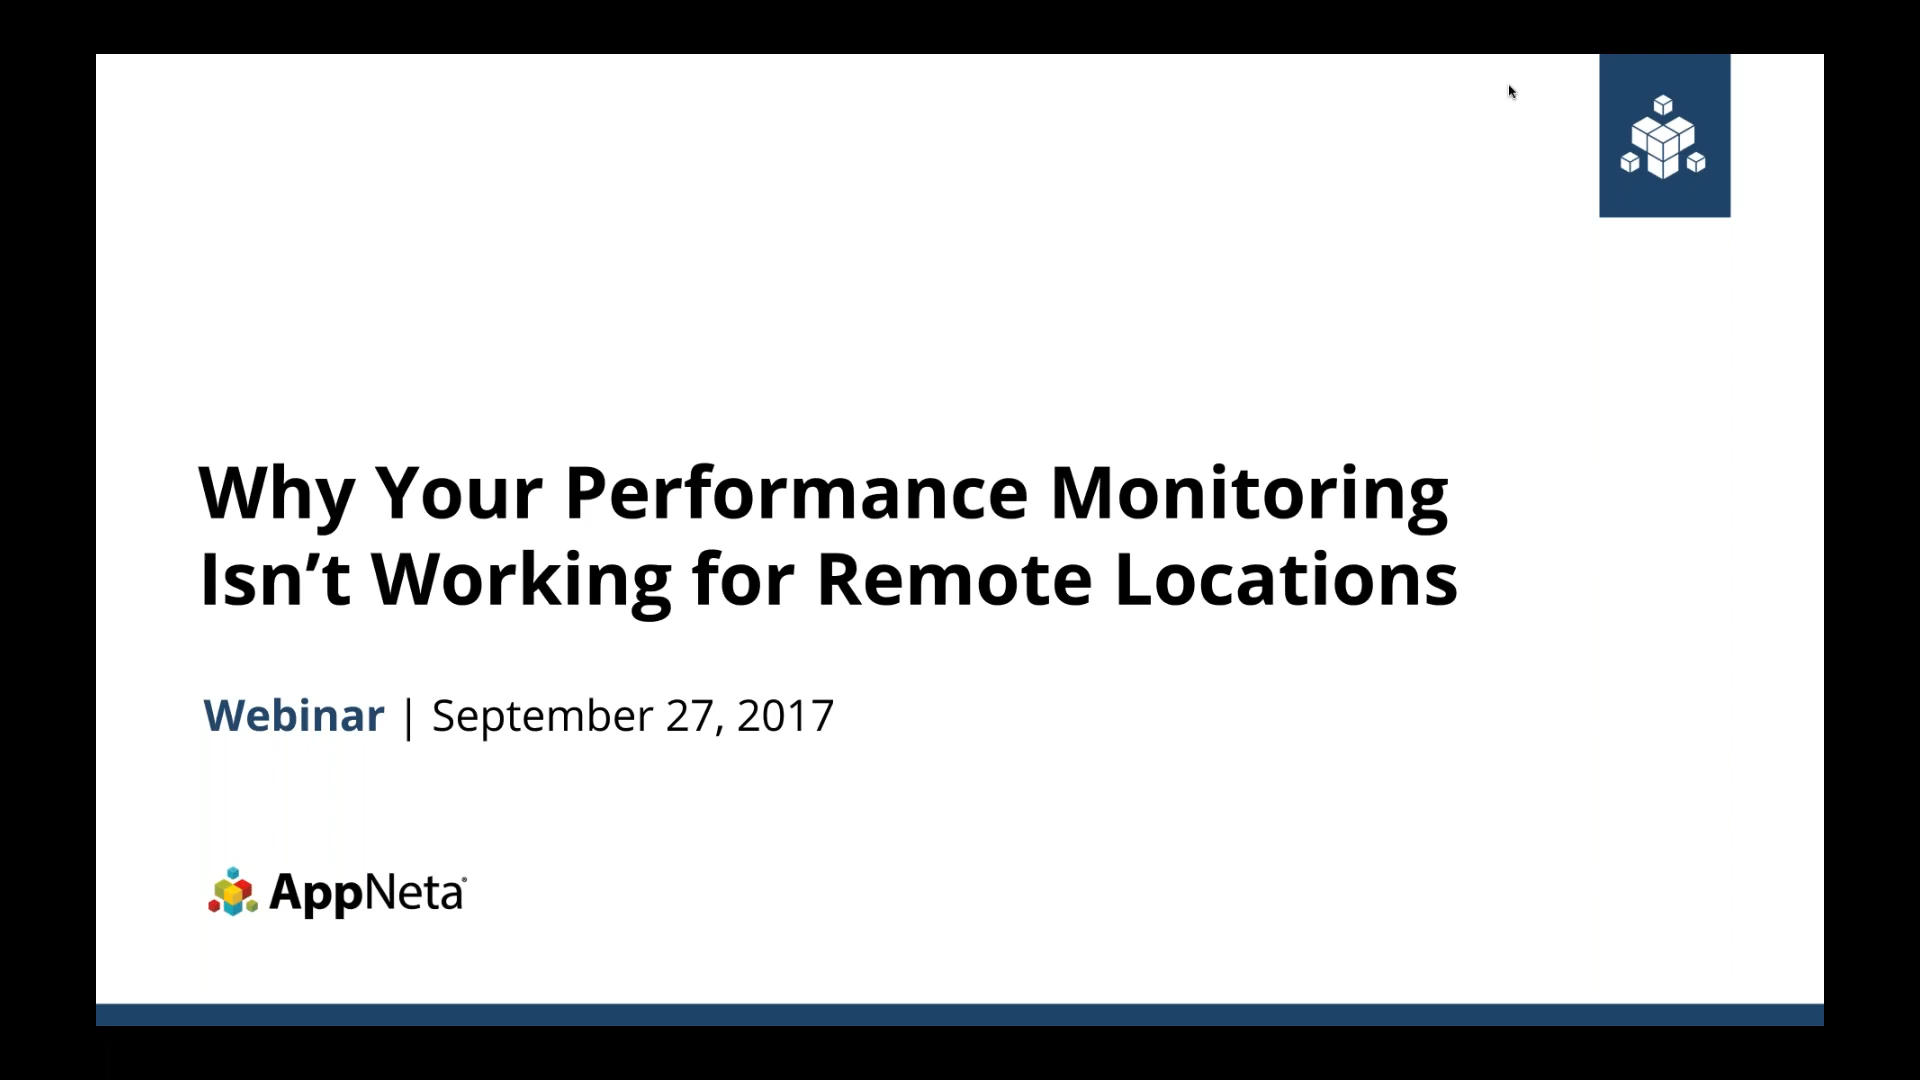 Why Your Performance Monitoring
Isn’t Working for Remote Locations
Webinar | September 27, 2017
AppNeta®